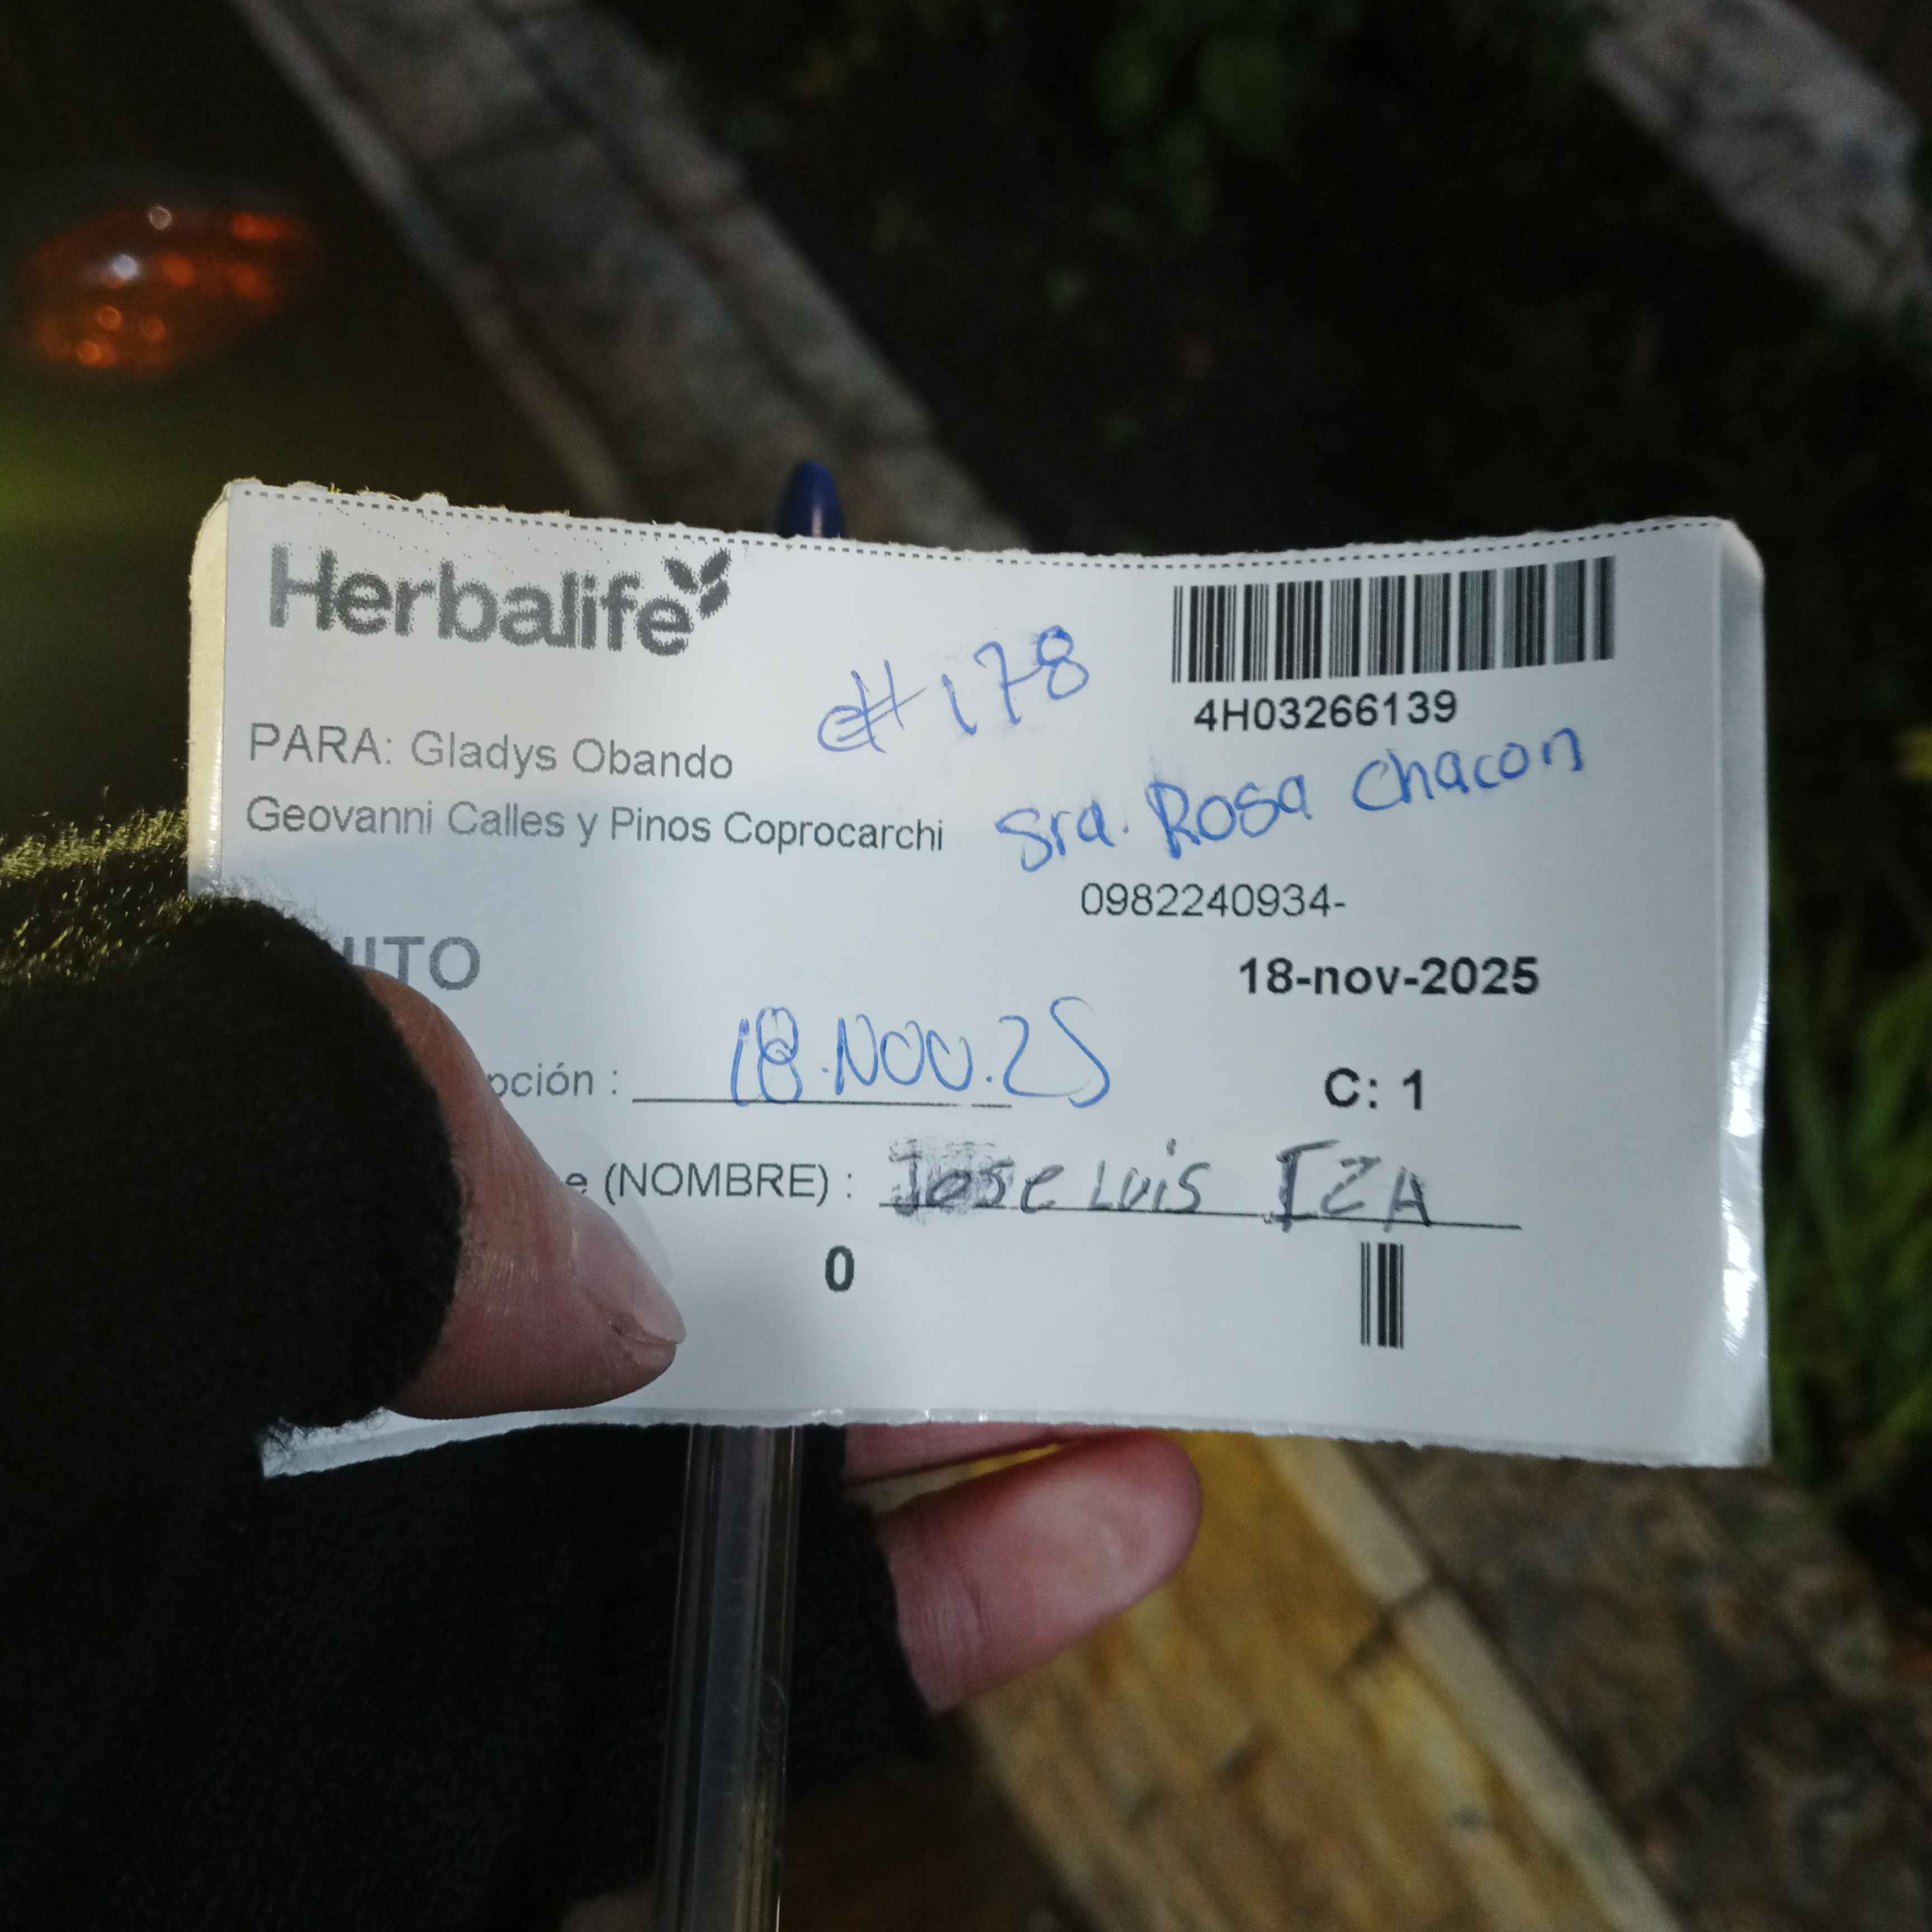 Herbalife
4H03266139
#178
PARA: Gladys Obando
Geovanni Calles y Pinos Coprocarchi
Sra. Rosa Chacon
0982240934-
UITO
18-nov-2025
pción : 18.NOV.25
C: 1
e (NOMBRE) : Jose Luis IZA
0